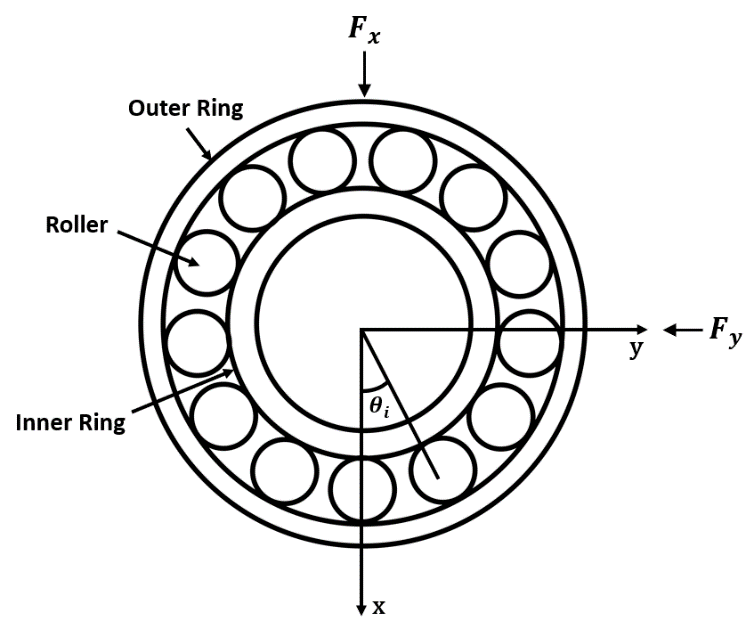 F_x
Outer Ring
Roller
F_y
y
θ_i
Inner Ring
x